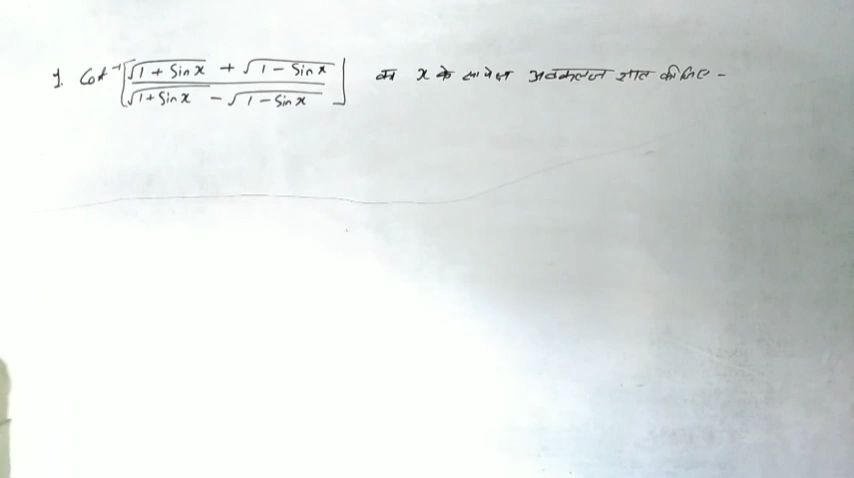 1. Cot⁻¹[(√(1 + Sin x) + √(1 - Sin x)) / (√(1 + Sin x) - √(1 - Sin x))] का x के सापेक्ष अवकलन ज्ञात कीजिए -